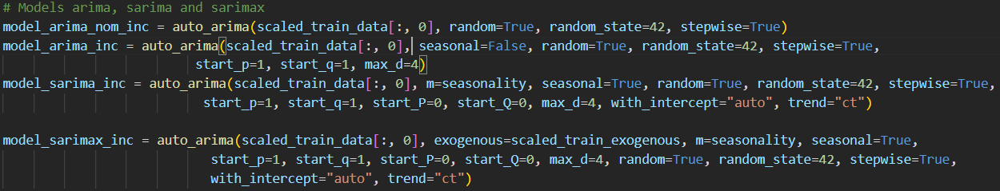 # Models arima, sarima and sarimax
model_arima_nom_inc = auto_arima(scaled_train_data[:, 0], random=True, random_state=42, stepwise=True)
model_arima_inc = auto_arima(scaled_train_data[:, 0], seasonal=False, random=True, random_state=42, stepwise=True,
start_p=1, start_q=1, max_d=4)
model_sarima_inc = auto_arima(scaled_train_data[:, 0], m=seasonality, seasonal=True, random=True, random_state=42, stepwise=True,
start_p=1, start_q=1, start_P=0, start_Q=0, max_d=4, with_intercept="auto", trend="ct")
model_sarimax_inc = auto_arima(scaled_train_data[:, 0], exogenous=scaled_train_exogenous, m=seasonality, seasonal=True,
start_p=1, start_q=1, start_P=0, start_Q=0, max_d=4, random=True, random_state=42, stepwise=True,
with_intercept="auto", trend="ct")